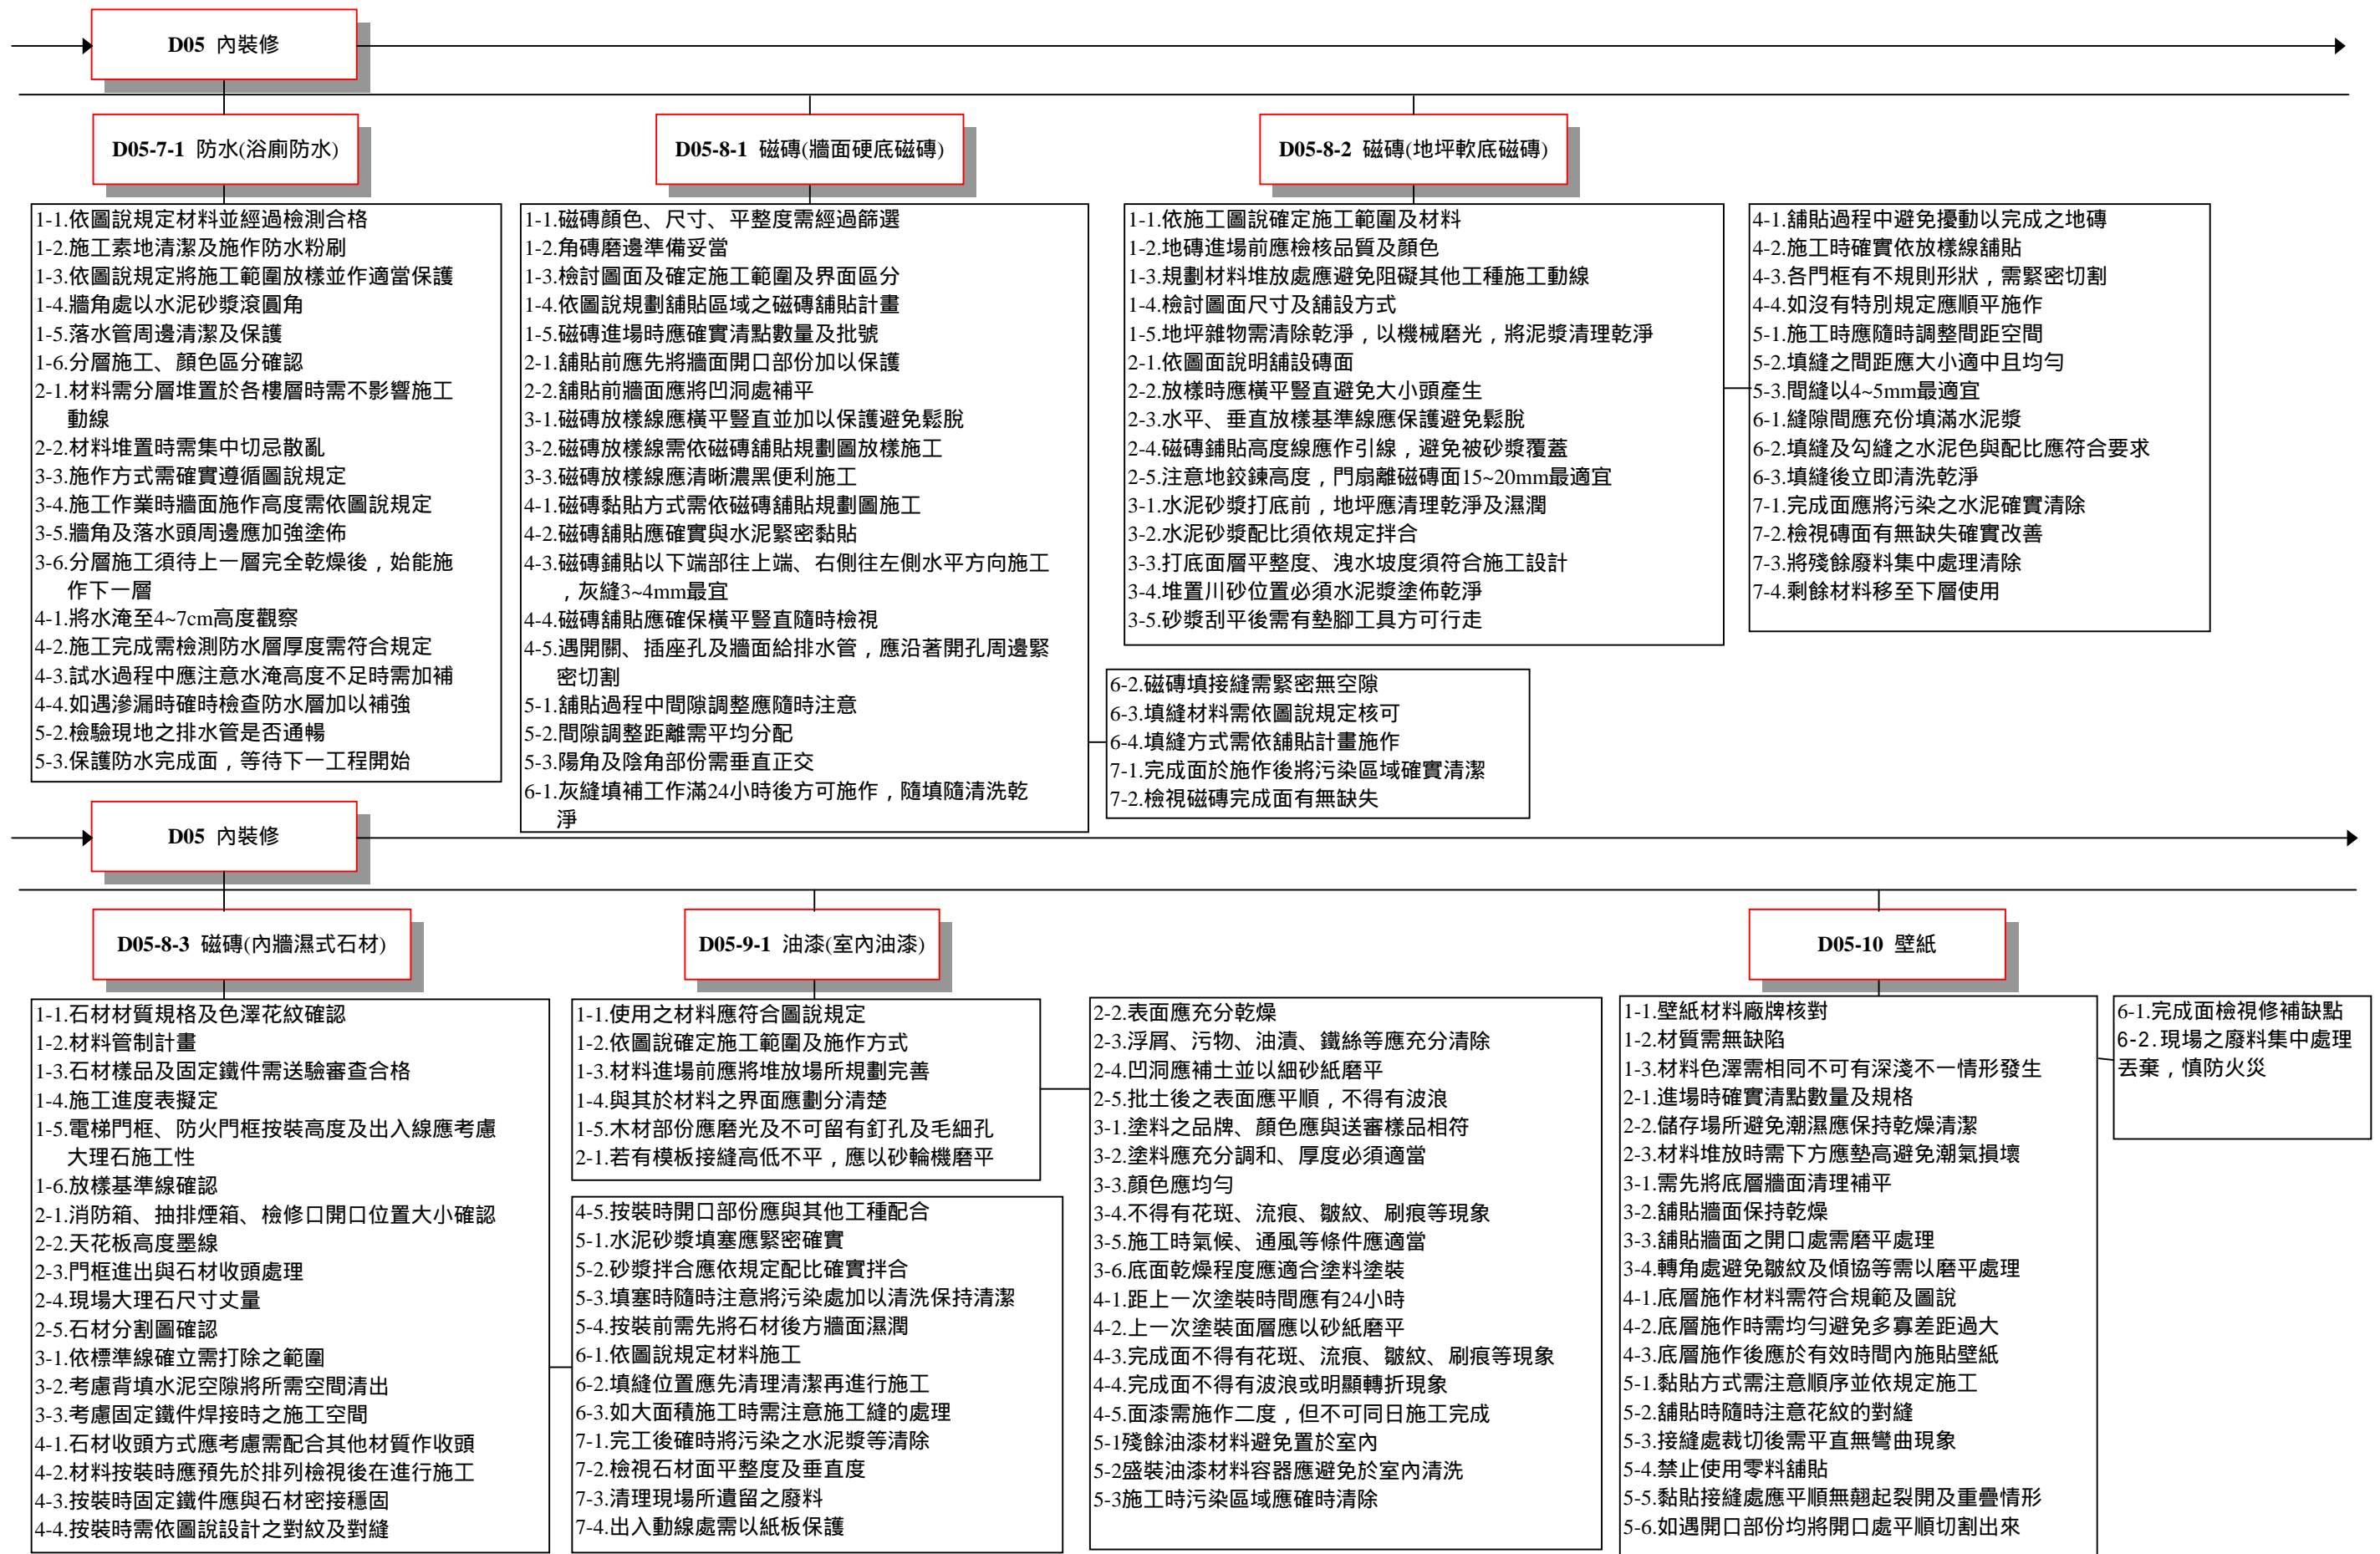 D05 內裝修
D05-7-1 防水(浴廁防水)
1-1.依圖說規定材料並經過檢測合格
1-2.施工素地清潔及施作防水粉刷
1-3.依圖說規定將施工範圍放樣並作適當保護
1-4.牆角處以水泥砂漿滾圓角
1-5.落水管周邊清潔及保護
1-6.分層施工、顏色區分確認
2-1.材料需分層堆置於各樓層時需不影響施工
動線
2-2.材料堆置時需集中切忌散亂
3-3.施作方式需確實遵循圖說規定
3-4.施工作業時牆面施作高度需依圖說規定
3-5.牆角及落水頭周邊應加強塗佈
3-6.分層施工須待上一層完全乾燥後，始能施
作下一層
4-1.將水淹至4~7cm高度觀察
4-2.施工完成需檢測防水層厚度需符合規定
4-3.試水過程中應注意水淹高度不足時需加補
4-4.如遇滲漏時確時檢查防水層加以補強
5-2.檢驗現地之排水管是否通暢
5-3.保護防水完成面，等待下一工程開始
D05-8-1 磁磚(牆面硬底磁磚)
1-1.磁磚顏色、尺寸、平整度需經過篩選
1-2.角磚磨邊準備妥當
1-3.檢討圖面及確定施工範圍及界面區分
1-4.依圖說規劃舖貼區域之磁磚舖貼計畫
1-5.磁磚進場時應確實清點數量及批號
2-1.舖貼前應先將牆面開口部份加以保護
2-2.舖貼前牆面應將凹洞處補平
3-1.磁磚放樣線應橫平豎直並加以保護避免鬆脫
3-2.磁磚放樣線需依磁磚舖貼規劃圖放樣施工
3-3.磁磚放樣線應清晰濃黑便利施工
4-1.磁磚黏貼方式需依磁磚舖貼規劃圖施工
4-2.磁磚舖貼應確實與水泥緊密黏貼
4-3.磁磚舖貼以下端部往上端、右側往左側水平方向施工
，灰縫3~4mm最宜
4-4.磁磚舖貼應確保橫平豎直隨時檢視
4-5.遇開關、插座孔及牆面給排水管，應沿著開孔周邊緊
密切割
5-1.舖貼過程中間隙調整應隨時注意
5-2.間隙調整距離需平均分配
5-3.陽角及陰角部份需垂直正交
6-1.灰縫填補工作滿24小時後方可施作，隨填隨清洗乾
淨
6-2.磁磚填接縫需緊密無空隙
6-3.填縫材料需依圖說規定核可
6-4.填縫方式需依舖貼計畫施作
7-1.完成面於施作後將污染區域確實清潔
7-2.檢視磁磚完成面有無缺失
D05-8-2 磁磚(地坪軟底磁磚)
1-1.依施工圖說確定施工範圍及材料
1-2.地磚進場前應檢核品質及顏色
1-3.規劃材料堆放處應避免阻礙其他工種施工動線
1-4.檢討圖面尺寸及舖設方式
1-5.地坪雜物需清除乾淨，以機械磨光，將泥漿清理乾淨
2-1.依圖面說明舖設磚面
2-2.放樣時應橫平豎直避免大小頭產生
2-3.水平、垂直放樣基準線應保護避免鬆脫
2-4.磁磚鋪貼高度線應作引線，避免被砂漿覆蓋
2-5.注意地鉸鍊高度，門扇離磁磚面15~20mm最適宜
3-1.水泥砂漿打底前，地坪應清理乾淨及濕潤
3-2.水泥砂漿配比須依規定拌合
3-3.打底面層平整度、洩水坡度須符合施工設計
3-4.堆置川砂位置必須水泥漿塗佈乾淨
3-5.砂漿刮平後需有墊腳工具方可行走
4-1.舖貼過程中避免擾動以完成之地磚
4-2.施工時確實依放樣線舖貼
4-3.各門框有不規則形狀，需緊密切割
4-4.如沒有特別規定應順平施作
5-1.施工時應隨時調整間距空間
5-2.填縫之間距應大小適中且均勻
5-3.間縫以4~5mm最適宜
6-1.縫隙間應充份填滿水泥漿
6-2.填縫及勾縫之水泥色與配比應符合要求
6-3.填縫後立即清洗乾淨
7-1.完成面應將污染之水泥確實清除
7-2.檢視磚面有無缺失確實改善
7-3.將殘餘廢料集中處理清除
7-4.剩餘材料移至下層使用
D05 內裝修
D05-8-3 磁磚(內牆濕式石材)
1-1.石材材質規格及色澤花紋確認
1-2.材料管制計畫
1-3.石材樣品及固定鐵件需送驗審查合格
1-4.施工進度表擬定
1-5.電梯門框、防火門框按裝高度及出入線應考慮
大理石施工性
1-6.放樣基準線確認
2-1.消防箱、抽排煙箱、檢修口開口位置大小確認
2-2.天花板高度墨線
2-3.門框進出與石材收頭處理
2-4.現場大理石尺寸丈量
2-5.石材分割圖確認
3-1.依標準線確立需打除之範圍
3-2.考慮背填水泥空隙將所需空間清出
3-3.考慮固定鐵件焊接時之施工空間
4-1.石材收頭方式應考慮需配合其他材質作收頭
4-2.材料按裝時應預先於排列檢視後在進行施工
4-3.按裝時固定鐵件應與石材密接穩固
4-4.按裝時需依圖說設計之對紋及對縫
4-5.按裝時開口部份應與其他工種配合
5-1.水泥砂漿填塞應緊密確實
5-2.砂漿拌合應依規定配比確實拌合
5-3.填塞時隨時注意將污染處加以清洗保持清潔
5-4.按裝前需先將石材後方牆面濕潤
6-1.依圖說規定材料施工
6-2.填縫位置應先清理清潔再進行施工
6-3.如大面積施工時需注意施工縫的處理
7-1.完工後確時將污染之水泥漿等清除
7-2.檢視石材面平整度及垂直度
7-3.清理現場所遺留之廢料
7-4.出入動線處需以紙板保護
D05-9-1 油漆(室內油漆)
1-1.使用之材料應符合圖說規定
1-2.依圖說確定施工範圍及施作方式
1-3.材料進場前應將堆放場所規劃完善
1-4.與其於材料之界面應劃分清楚
1-5.木材部份應磨光及不可留有釘孔及毛細孔
2-1.若有模板接縫高低不平，應以砂輪機磨平
2-2.表面應充分乾燥
2-3.浮屑、污物、油漬、鐵絲等應充分清除
2-4.凹洞應補土並以細砂紙磨平
2-5.批土後之表面應平順，不得有波浪
3-1.塗料之品牌、顏色應與送審樣品相符
3-2.塗料應充分調和、厚度必須適當
3-3.顏色應均勻
3-4.不得有花斑、流痕、皺紋、刷痕等現象
3-5.施工時氣候、通風等條件應適當
3-6.底面乾燥程度應適合塗料塗裝
4-1.距上一次塗裝時間應有24小時
4-2.上一次塗裝面層應以砂紙磨平
4-3.完成面不得有花斑、流痕、皺紋、刷痕等現象
4-4.完成面不得有波浪或明顯轉折現象
4-5.面漆需施作二度，但不可同日施工完成
5-1殘餘油漆材料避免置於室內
5-2盛裝油漆材料容器應避免於室內清洗
5-3施工時污染區域應確時清除
D05-10 壁紙
1-1.壁紙材料廠牌核對
1-2.材質需無缺陷
1-3.材料色澤需相同不可有深淺不一情形發生
2-1.進場時確實清點數量及規格
2-2.儲存場所避免潮濕應保持乾燥清潔
2-3.材料堆放時需下方應墊高避免潮氣損壞
3-1.需先將底層牆面清理補平
3-2.舖貼牆面保持乾燥
3-3.舖貼牆面之開口處需磨平處理
3-4.轉角處避免皺紋及傾協等需以磨平處理
4-1.底層施作材料需符合規範及圖說
4-2.底層施作時需均勻避免多寡差距過大
4-3.底層施作後應於有效時間內施貼壁紙
5-1.黏貼方式需注意順序並依規定施工
5-2.舖貼時隨時注意花紋的對縫
5-3.接縫處裁切後需平直無彎曲現象
5-4.禁止使用零料舖貼
5-5.黏貼接縫處應平順無翹起裂開及重疊情形
5-6.如遇開口部份均將開口處平順切割出來
6-1.完成面檢視修補缺點
6-2.現場之廢料集中處理
丟棄，慎防火災